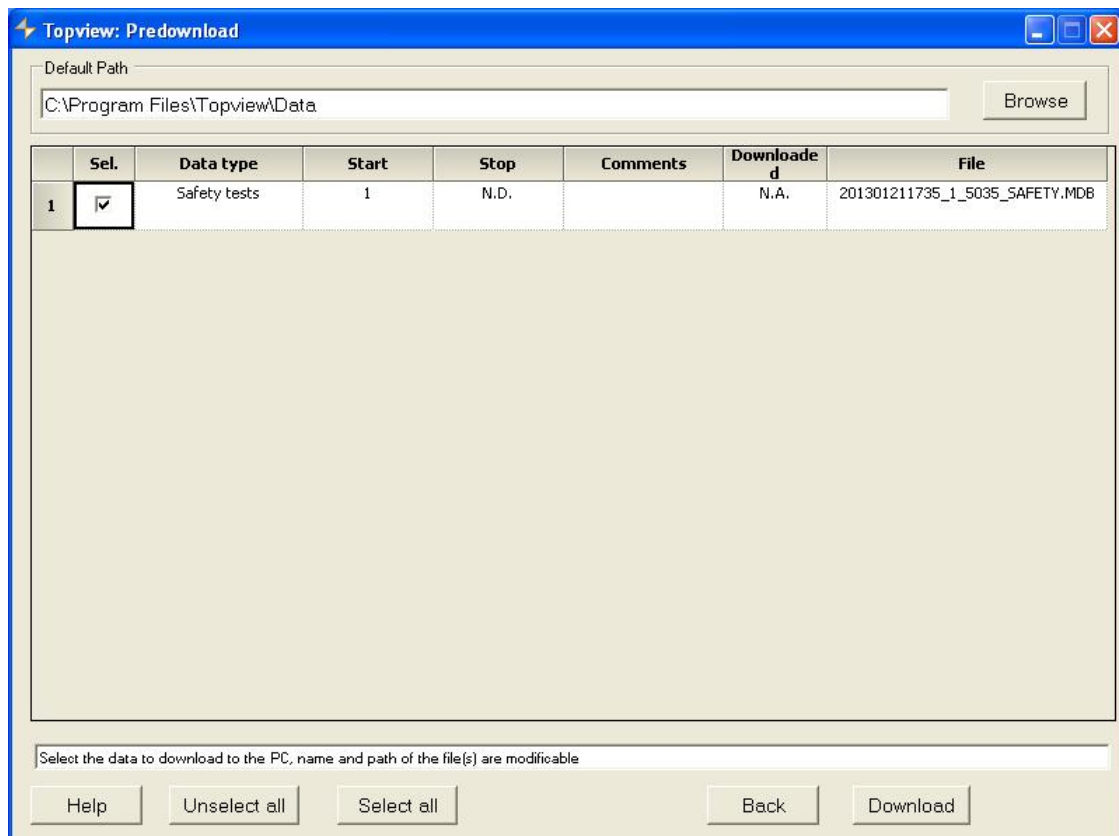 Topview: Predownload
Default Path
C:\Program Files\Topview\Data
Browse
Sel. Data type Start Stop Comments Downloade
d File
1 Safety tests 1 N.D. N.A. 201301211735_1_5035_SAFETY.MDB
Select the data to download to the PC, name and path of the file(s) are modificable
Help Unselect all Select all Back Download